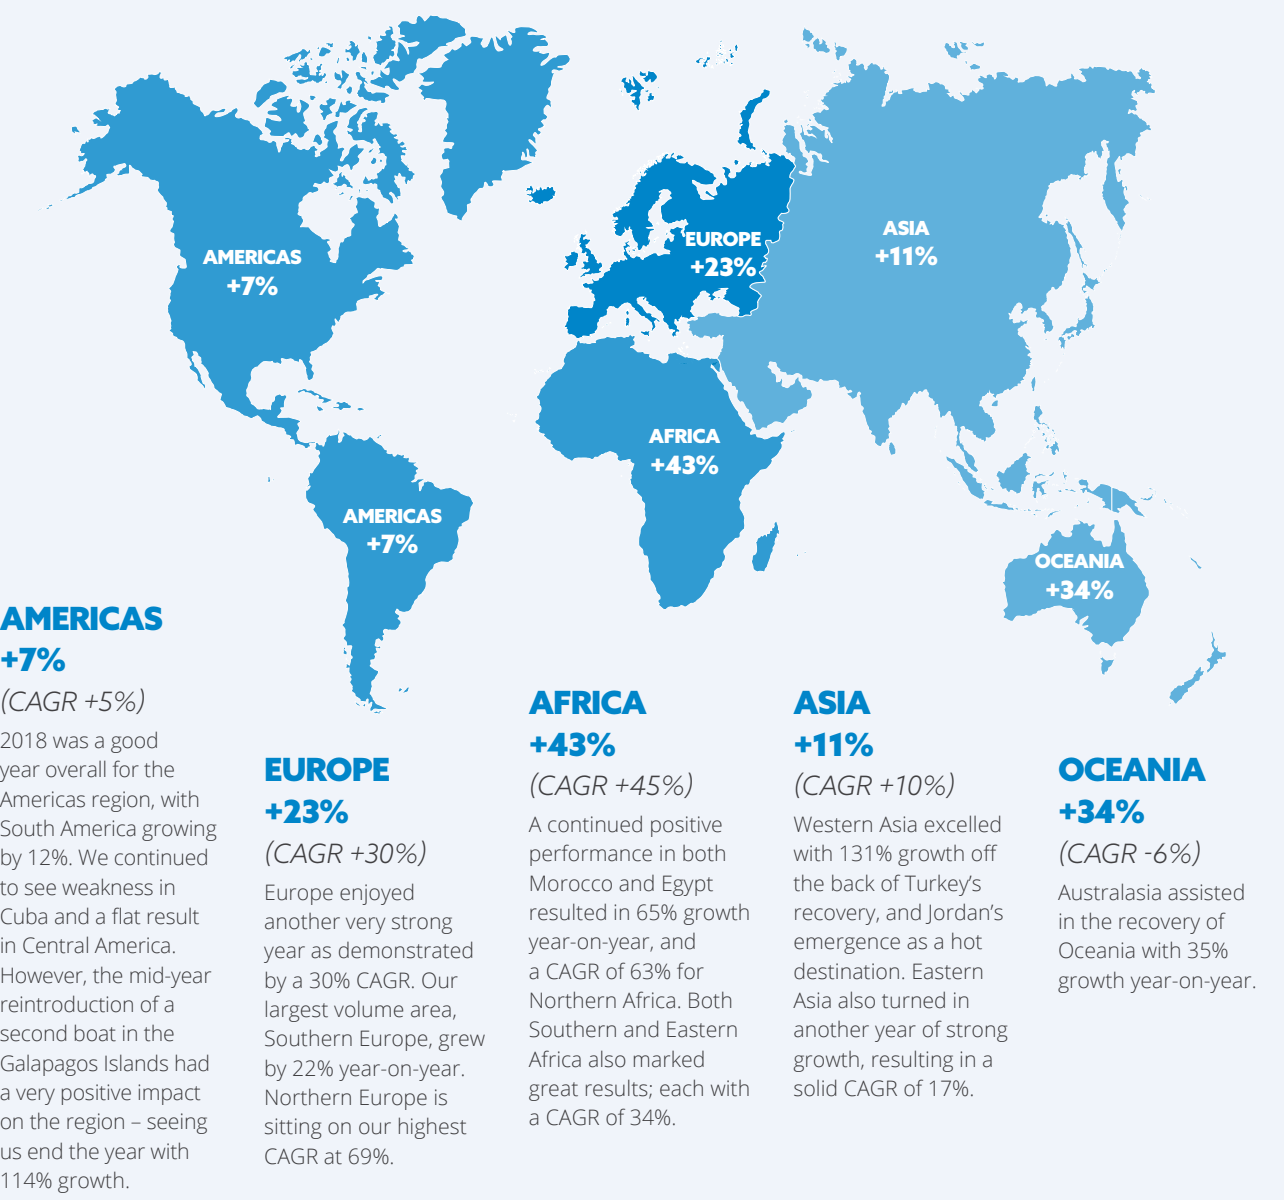 AMERICAS
+7%
EUROPE
+23%
ASIA
+11%
AFRICA
+43%
AMERICAS
+7%
OCEANIA
+34%
AMERICAS
+7%
(CAGR +5%)
2018 was a good
year overall for the
Americas region, with
South America growing
by 12%. We continued
to see weakness in
Cuba and a flat result
in Central America.
However, the mid-year
reintroduction of a
second boat in the
Galapagos Islands had
a very positive impact
on the region – seeing
us end the year with
114% growth.
EUROPE
+23%
(CAGR +30%)
Europe enjoyed
another very strong
year as demonstrated
by a 30% CAGR. Our
largest volume area,
Southern Europe, grew
by 22% year-on-year.
Northern Europe is
sitting on our highest
CAGR at 69%.
AFRICA
+43%
(CAGR +45%)
A continued positive
performance in both
Morocco and Egypt
resulted in 65% growth
year-on-year, and
a CAGR of 63% for
Northern Africa. Both
Southern and Eastern
Africa also marked
great results; each with
a CAGR of 34%.
ASIA
+11%
(CAGR +10%)
Western Asia excelled
with 131% growth off
the back of Turkey’s
recovery, and Jordan’s
emergence as a hot
destination. Eastern
Asia also turned in
another year of strong
growth, resulting in a
solid CAGR of 17%.
OCEANIA
+34%
(CAGR -6%)
Australasia assisted
in the recovery of
Oceania with 35%
growth year-on-year.